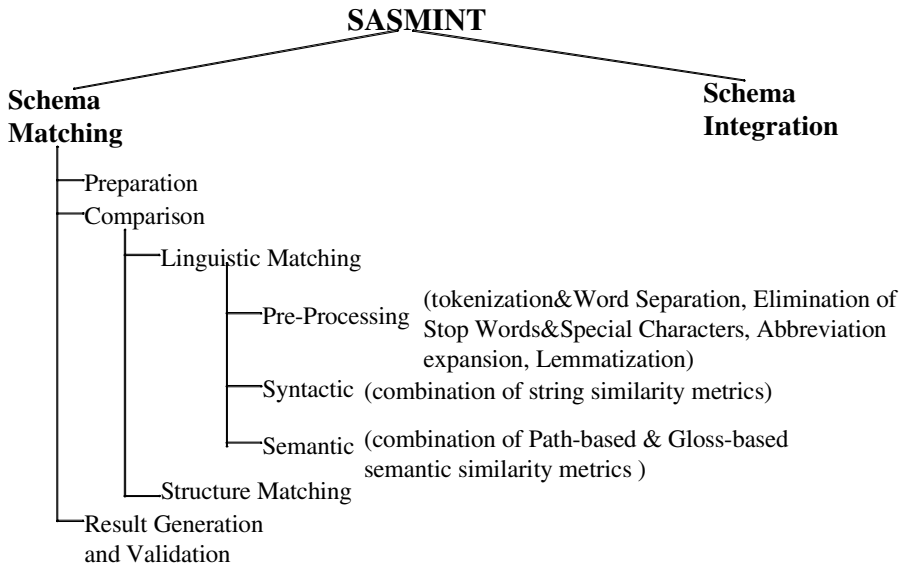 SASMINT
Schema
Matching
Schema
Integration
Preparation
Comparison
Linguistic Matching
Pre-Processing
(tokenization&Word Separation, Elimination of
Stop Words&Special Characters, Abbreviation
expansion, Lemmatization)
Syntactic
(combination of string similarity metrics)
Semantic
(combination of Path-based & Gloss-based
semantic similarity metrics )
Structure Matching
Result Generation
and Validation